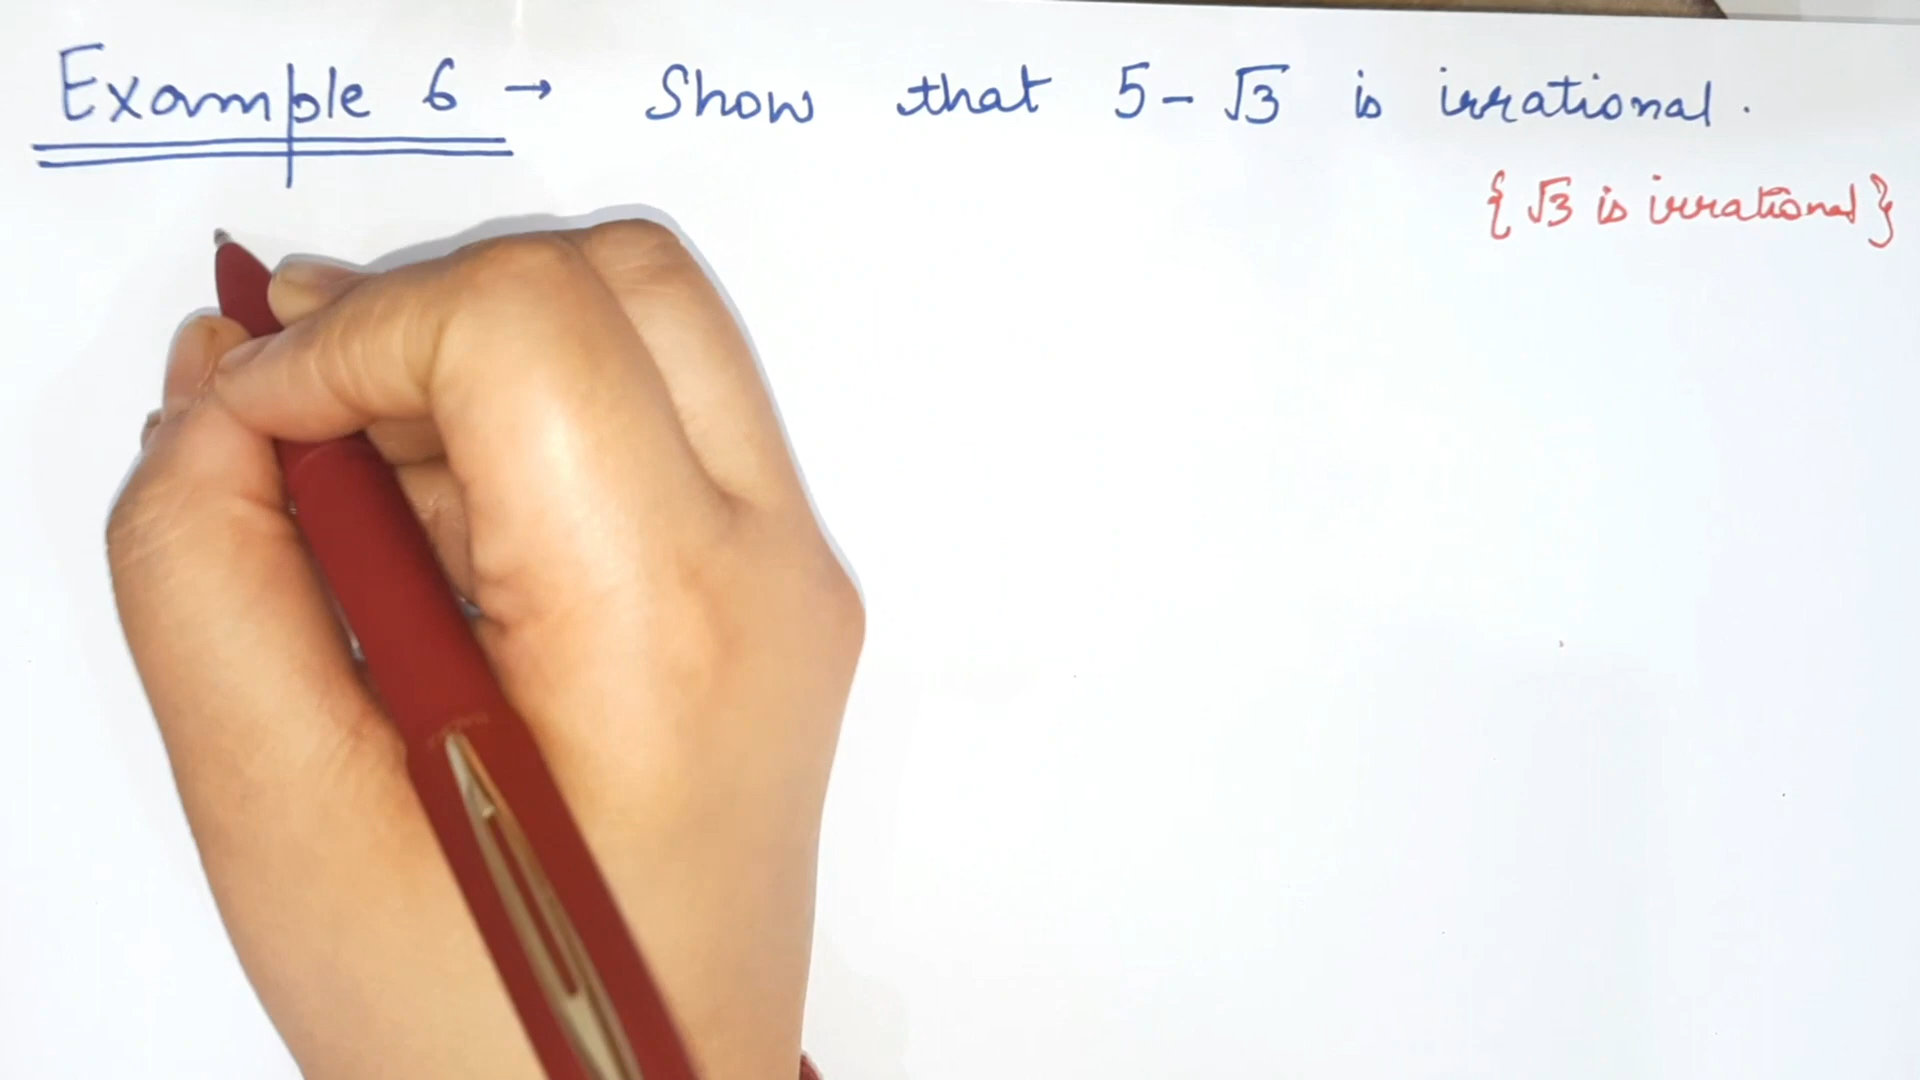 Example 6 → Show that 5 - √3 is irrational.
{√3 is irrational}